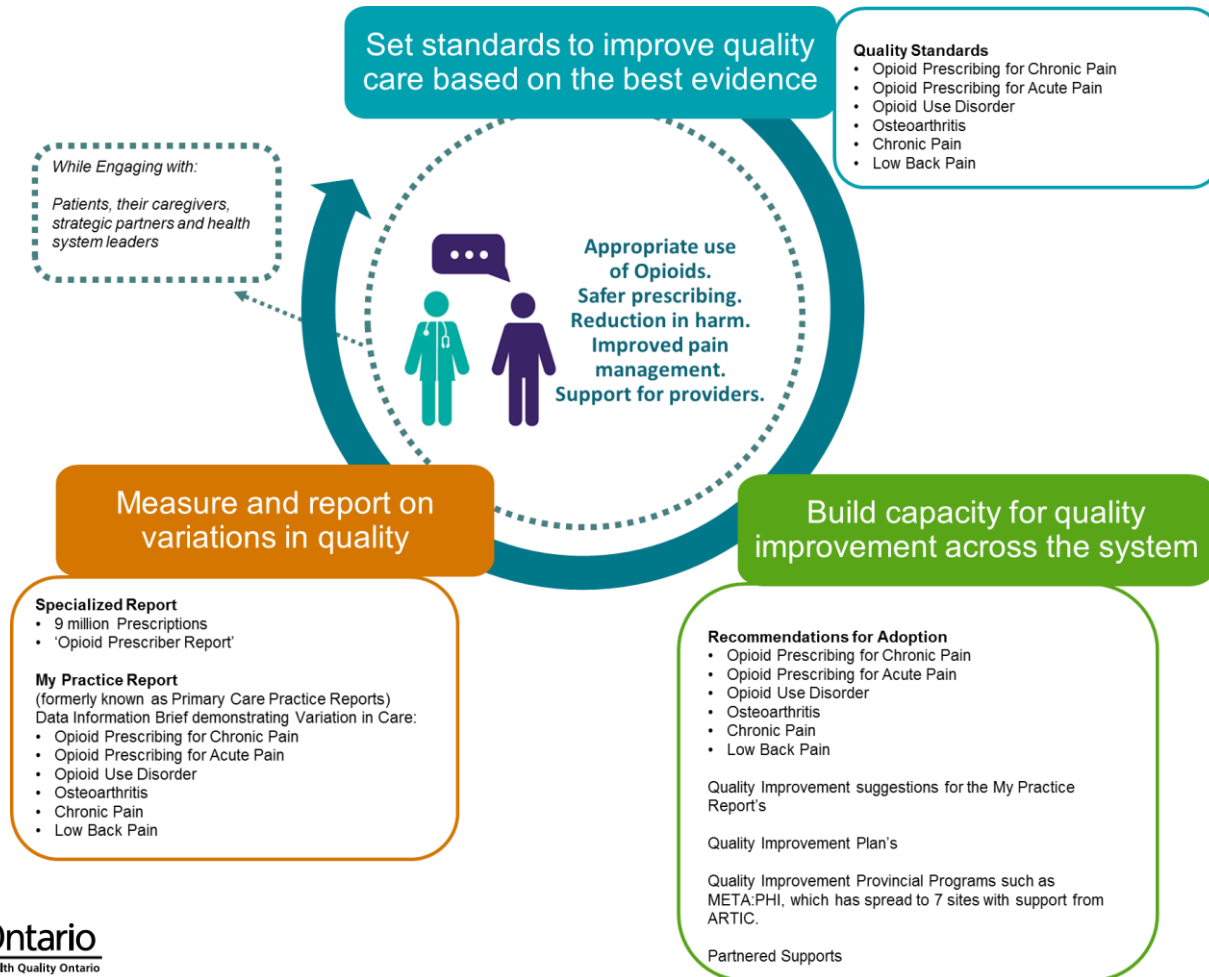 Set standards to improve quality
care based on the best evidence
Quality Standards
• Opioid Prescribing for Chronic Pain
• Opioid Prescribing for Acute Pain
• Opioid Use Disorder
• Osteoarthritis
• Chronic Pain
• Low Back Pain
While Engaging with:
Patients, their caregivers,
strategic partners and health
system leaders
Appropriate use
of Opioids.
Safer prescribing.
Reduction in harm.
Improved pain
management.
Support for providers.
Measure and report on
variations in quality
Specialized Report
• 9 million Prescriptions
• ‘Opioid Prescriber Report’
My Practice Report
(formerly known as Primary Care Practice Reports)
Data Information Brief demonstrating Variation in Care:
• Opioid Prescribing for Chronic Pain
• Opioid Prescribing for Acute Pain
• Opioid Use Disorder
• Osteoarthritis
• Chronic Pain
• Low Back Pain
Build capacity for quality
improvement across the system
Recommendations for Adoption
• Opioid Prescribing for Chronic Pain
• Opioid Prescribing for Acute Pain
• Opioid Use Disorder
• Osteoarthritis
• Chronic Pain
• Low Back Pain
Quality Improvement suggestions for the My Practice
Report's
Quality Improvement Plan's
Quality Improvement Provincial Programs such as
META:PHI, which has spread to 7 sites with support from
ARTIC.
Partnered Supports
Ontario
lth Quality Ontario